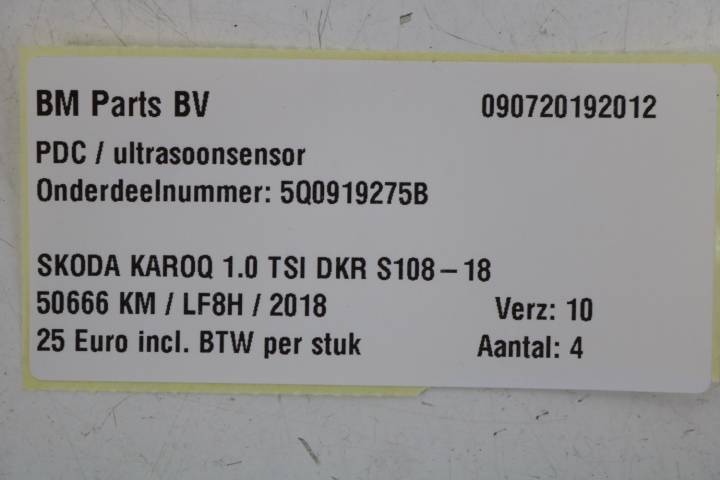 BM Parts BV 090720192012
PDC / ultrasoonsensor
Onderdeelnummer: 5Q0919275B
SKODA KAROQ 1.0 TSI DKR S108-18
50666 KM / LF8H / 2018 Verz: 10
25 Euro incl. BTW per stuk Aantal: 4